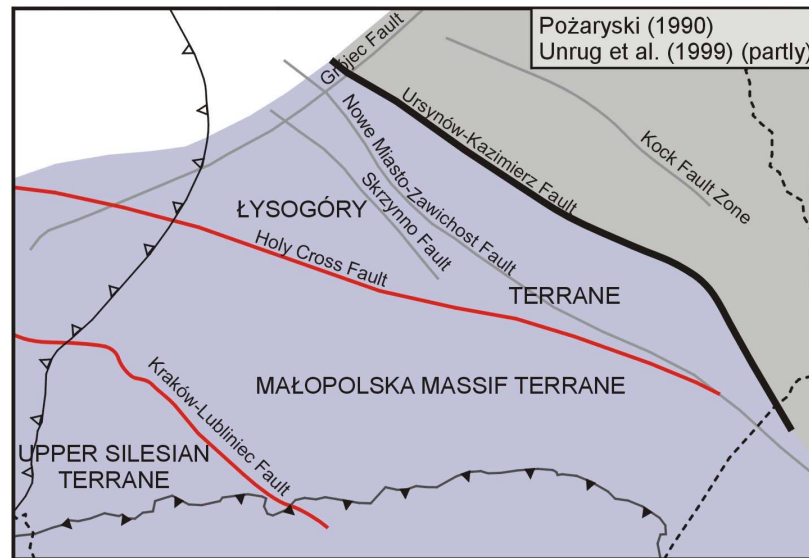 Pożaryski (1990)
Unrug et al. (1999) (partly)
Grójec Fault
Nowe Miasto-Zawichost Fault
Ursynów-Kazimierz Fault
Kock Fault Zone
Skrzynno Fault
ŁYSOGÓRY
Holy Cross Fault
TERRANE
MAŁOPOLSKA MASSIF TERRANE
Kraków-Lubliniec Fault
UPPER SILESIAN
TERRANE